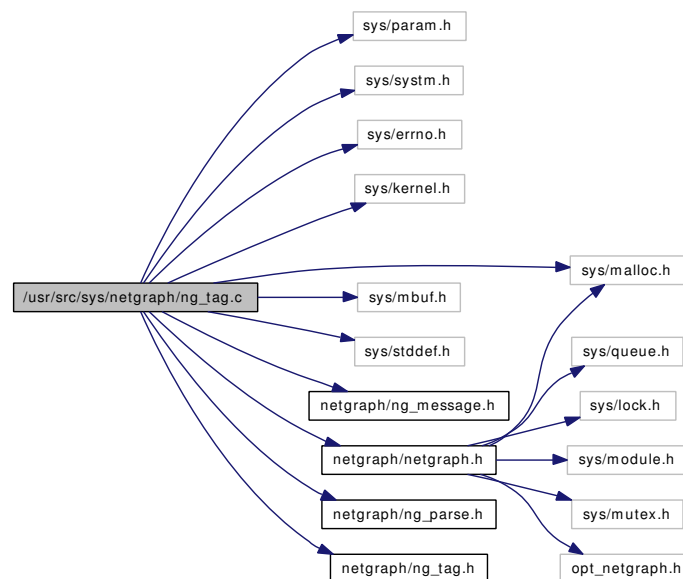 sys/param.h
sys/systm.h
sys/errno.h
sys/kernel.h
sys/malloc.h
/usr/src/sys/netgraph/ng_tag.c
sys/mbuf.h
sys/stddef.h
sys/queue.h
netgraph/ng_message.h
sys/lock.h
netgraph/netgraph.h
sys/module.h
netgraph/ng_parse.h
sys/mutex.h
netgraph/ng_tag.h
opt_netgraph.h